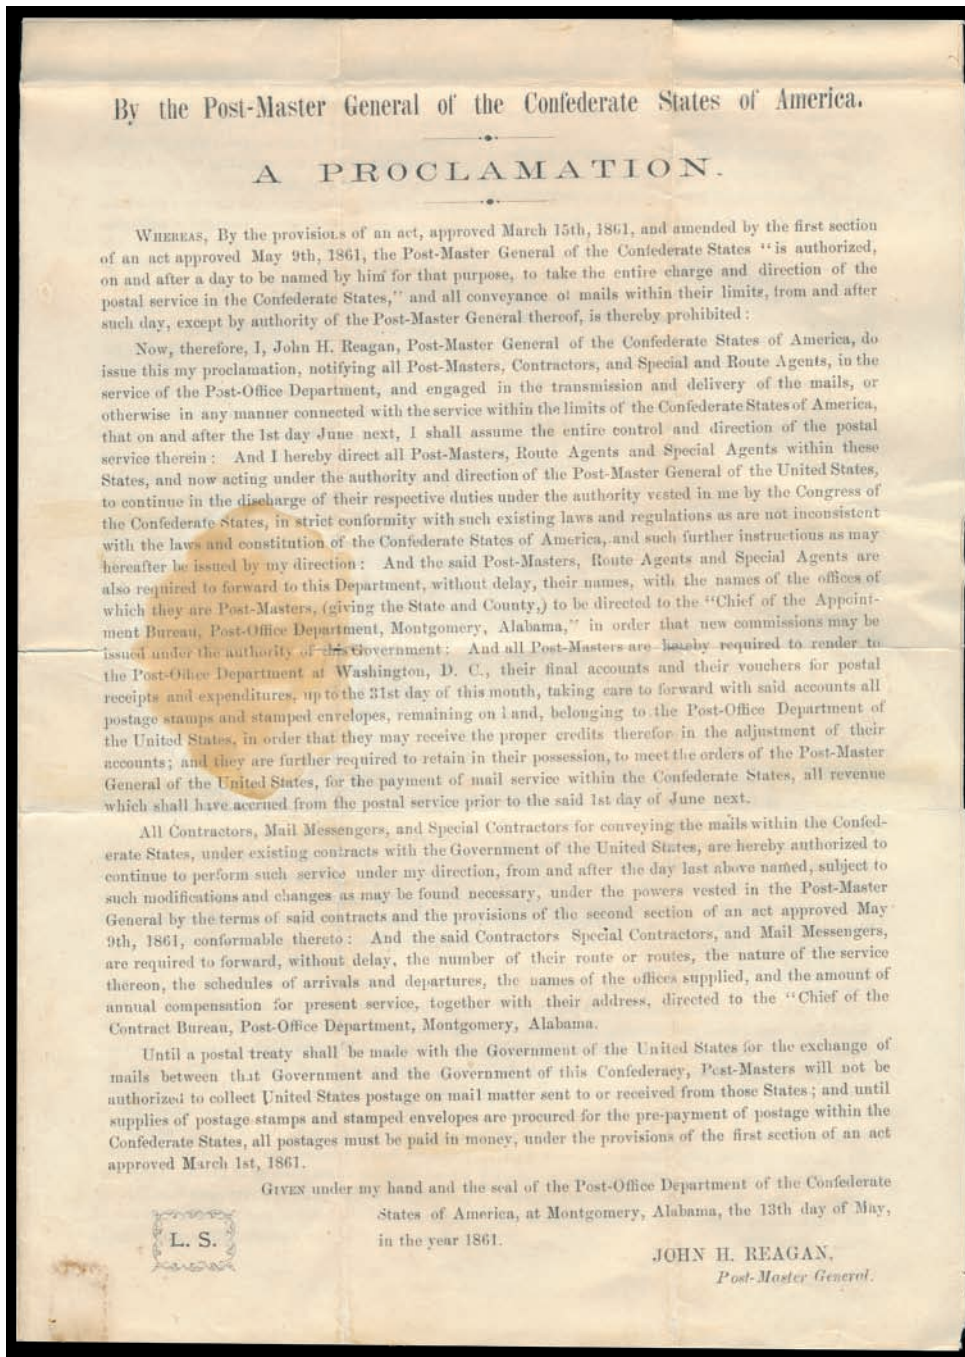 By the Post-Master General of the Confederate States of America.
A PROCLAMATION.
WHEREAS, By the provisions of an act, approved March 15th, 1861, and amended by the first section
of an act approved May 9th, 1861, the Post-Master General of the Confederate States "is authorized,
on and after a day to be named by him for that purpose, to take the entire charge and direction of the
postal service in the Confederate States," and all conveyance of mails within their limits, from and after
such day, except by authority of the Post-Master General thereof, is thereby prohibited:
Now, therefore, I, John H. Reagan, Post-Master General of the Confederate States of America, do
issue this my proclamation, notifying all Post-Masters, Contractors, and Special and Route Agents, in the
service of the Post-Office Department, and engaged in the transmission and delivery of the mails, or
otherwise in any manner connected with the service within the limits of the Confederate States of America,
that on and after the 1st day June next, I shall assume the entire control and direction of the postal
service therein: And I hereby direct all Post-Masters, Route Agents and Special Agents within these
States, and now acting under the authority and direction of the Post-Master General of the United States,
to continue in the discharge of their respective duties under the authority vested in me by the Congress of
the Confederate States, in strict conformity with such existing laws and regulations as are not inconsistent
with the laws and constitution of the Confederate States of America, and such further instructions as may
hereafter be issued by my direction: And the said Post-Masters, Route Agents and Special Agents are
also required to forward to this Department, without delay, their names, with the names of the offices of
which they are Post-Masters, (giving the State and County,) to be directed to the "Chief of the Appoint-
ment Bureau, Post-Office Department, Montgomery, Alabama," in order that new commissions may be
issued under the authority of this Government: And all Post-Masters are hereby required to render to
the Post-Office Department at Washington, D. C., their final accounts and their vouchers for postal
receipts and expenditures, up to the 31st day of this month, taking care to forward with said accounts all
postage stamps and stamped envelopes, remaining on hand, belonging to the Post-Office Department of
the United States, in order that they may receive the proper credits therefor in the adjustment of their
accounts; and they are further required to retain in their possession, to meet the orders of the Post-Master
General of the United States, for the payment of mail service within the Confederate States, all revenue
which shall have accrued from the postal service prior to the said 1st day of June next.
All Contractors, Mail Messengers, and Special Contractors for conveying the mails within the Confed-
erate States, under existing contracts with the Government of the United States, are hereby authorized to
continue to perform such service under my direction, from and after the day last above named, subject to
such modifications and changes as may be found necessary, under the powers vested in the Post-Master
General by the terms of said contracts and the provisions of the second section of an act approved May
9th, 1861, conformable thereto: And the said Contractors Special Contractors, and Mail Messengers,
are required to forward, without delay, the number of their route or routes, the nature of the service
thereon, the schedules of arrivals and departures, the names of the offices supplied, and the amount of
annual compensation for present service, together with their address, directed to the "Chief of the
Contract Bureau, Post-Office Department, Montgomery, Alabama.
Until a postal treaty shall be made with the Government of the United States for the exchange of
mails between that Government and the Government of this Confederacy, Post-Masters will not be
authorized to collect United States postage on mail matter sent to or received from those States; and until
supplies of postage stamps and stamped envelopes are procured for the pre-payment of postage within the
Confederate States, all postages must be paid in money, under the provisions of the first section of an act
approved March 1st, 1861.
GIVEN under my hand and the seal of the Post-Office Department of the Confederate
States of America, at Montgomery, Alabama, the 13th day of May,
in the year 1861.
L. S.
JOHN H. REAGAN,
Post-Master General.